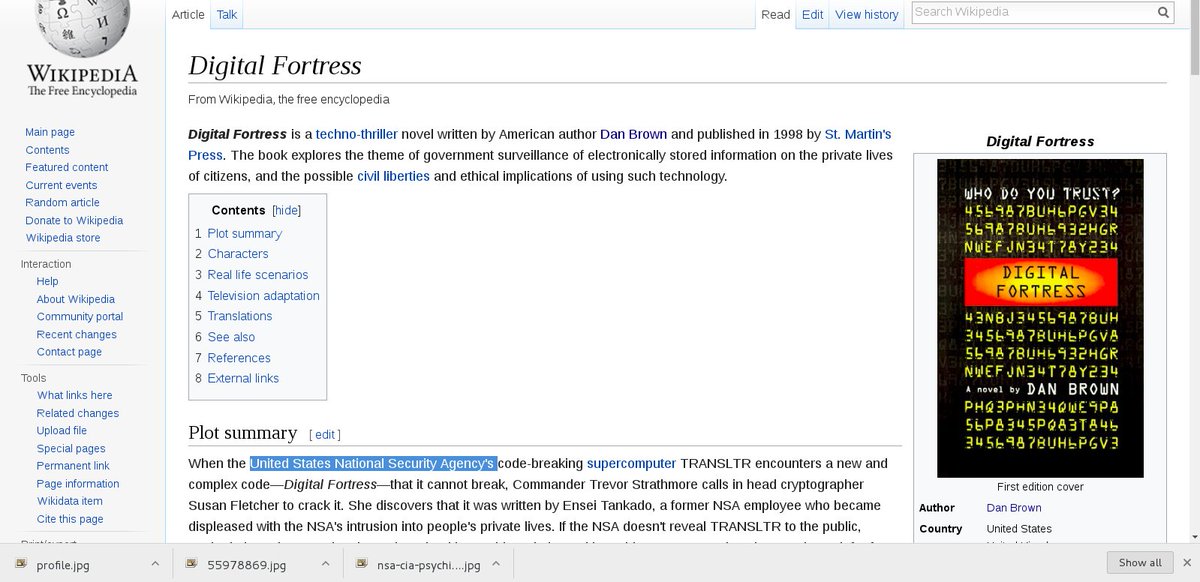 WIKIPEDIA
The Free Encyclopedia
Main page
Contents
Featured content
Current events
Random article
Donate to Wikipedia
Wikipedia store
Interaction
Help
About Wikipedia
Community portal
Recent changes
Contact page
Tools
What links here
Related changes
Upload file
Special pages
Permanent link
Page information
Wikidata item
Cite this page
Article Talk
Read Edit View history Search Wikipedia
Digital Fortress
From Wikipedia, the free encyclopedia
Digital Fortress is a techno-thriller novel written by American author Dan Brown and published in 1998 by St. Martin's
Press. The book explores the theme of government surveillance of electronically stored information on the private lives
of citizens, and the possible civil liberties and ethical implications of using such technology.
Contents [hide]
1 Plot summary
2 Characters
3 Real life scenarios
4 Television adaptation
5 Translations
6 See also
7 References
8 External links
Plot summary [ edit ]
When the United States National Security Agency's code-breaking supercomputer TRANSLTR encounters a new and
complex code—Digital Fortress—that it cannot break, Commander Trevor Strathmore calls in head cryptographer
Susan Fletcher to crack it. She discovers that it was written by Ensei Tankado, a former NSA employee who became
displeased with the NSA's intrusion into people's private lives. If the NSA doesn't reveal TRANSLTR to the public,
Digital Fortress
WHO DO YOU TRUST?
456987BUH6PGV34
NWEFJN34T78Y234
DIGITAL
FORTRESS
A novel by DAN BROWN
First edition cover
Author Dan Brown
Country United States
profile.jpg
55978869.jpg
nsa-cia-psychi....jpg
Show all